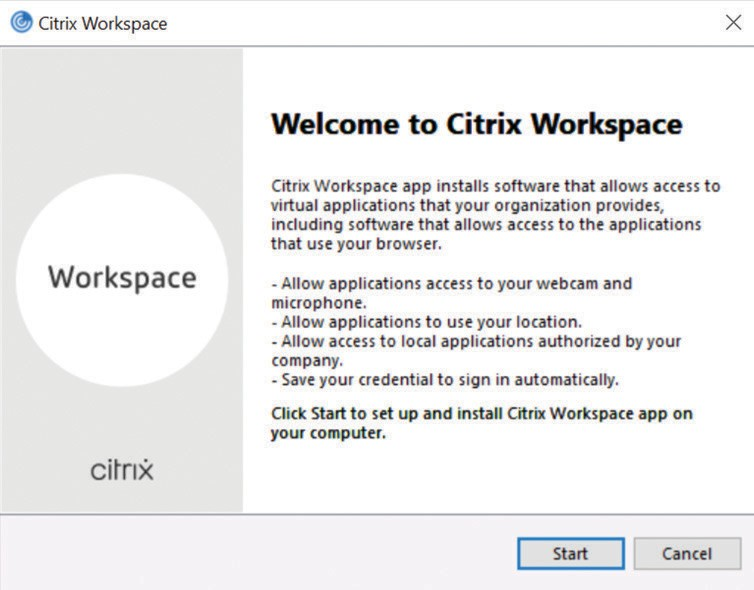 Citrix Workspace
Welcome to Citrix Workspace
Citrix Workspace app installs software that allows access to
virtual applications that your organization provides,
including software that allows access to the applications
that use your browser.
- Allow applications access to your webcam and
microphone.
- Allow applications to use your location.
- Allow access to local applications authorized by your
company.
- Save your credential to sign in automatically.
Click Start to set up and install Citrix Workspace app on
your computer.
Workspace
citrix
Start
Cancel